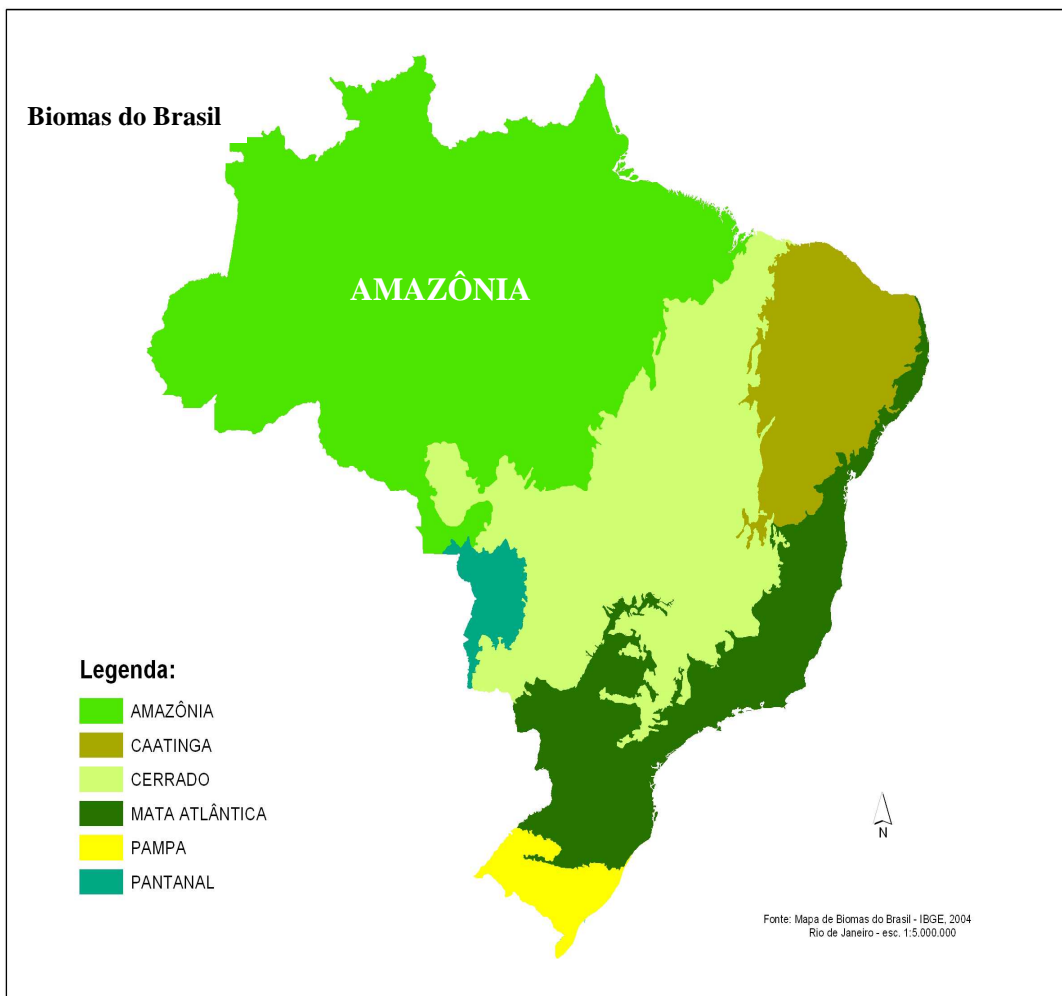 Biomas do Brasil
AMAZÔNIA
Legenda:
AMAZÔNIA
CAATINGA
CERRADO
MATA ATLÂNTICA
PAMPA
PANTANAL
N
Fonte: Mapa de Biomas do Brasil - IBGE, 2004
Rio de Janeiro - esc. 1:5.000.000